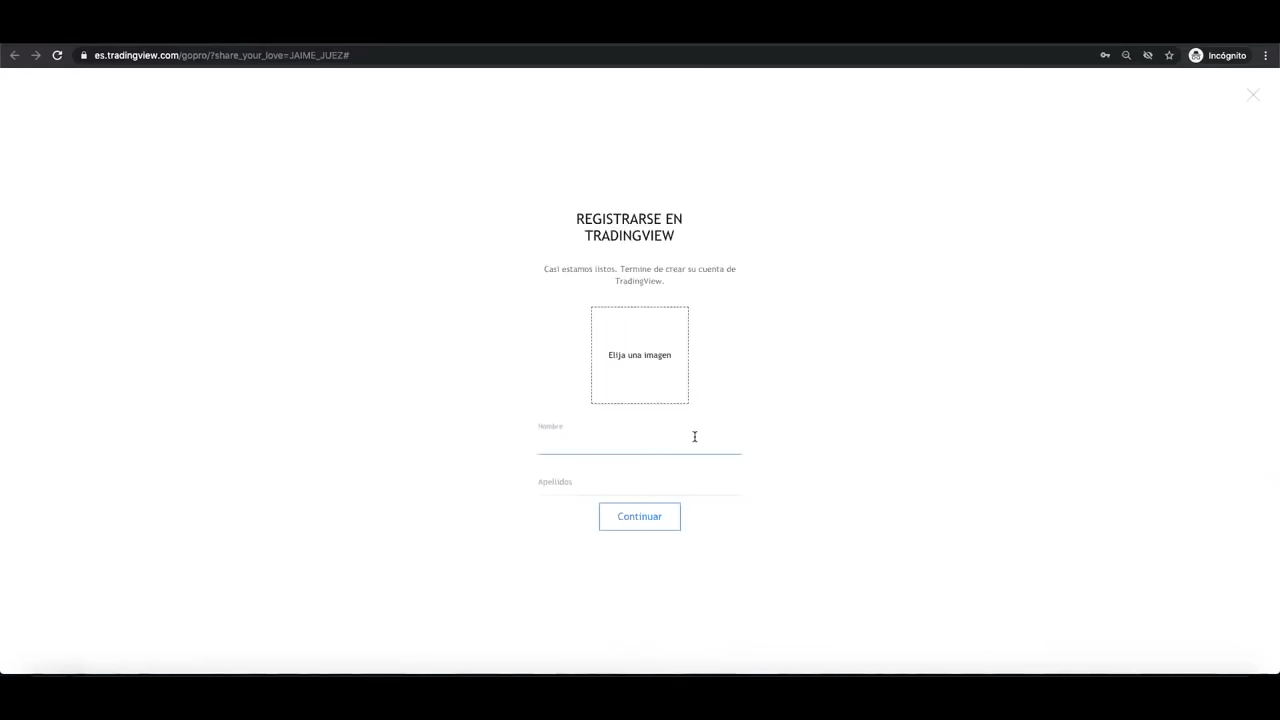 es.tradingview.com/gopro/?share_your_love=JAIME_JUEZ#
Incógnito
REGISTRARSE EN
TRADINGVIEW
Casi estamos listos. Termine de crear su cuenta de
TradingView.
Elija una imagen
Nombre
Apellidos
Continuar